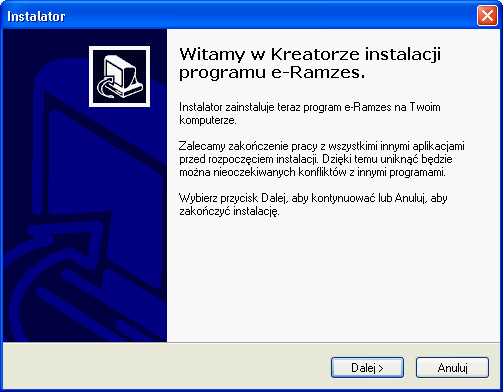 Instalator
Witamy w Kreatorze instalacji
programu e-Ramzes.
Instalator zainstaluje teraz program e-Ramzes na Twoim
komputerze.
Zalecamy zakończenie pracy z wszystkimi innymi aplikacjami
przed rozpoczęciem instalacji. Dzięki temu uniknąć będzie
można nieoczekiwanych konfliktów z innymi programami.
Wybierz przycisk Dalej, aby kontynuować lub Anuluj, aby
zakończyć instalację.
Dalej >
Anuluj